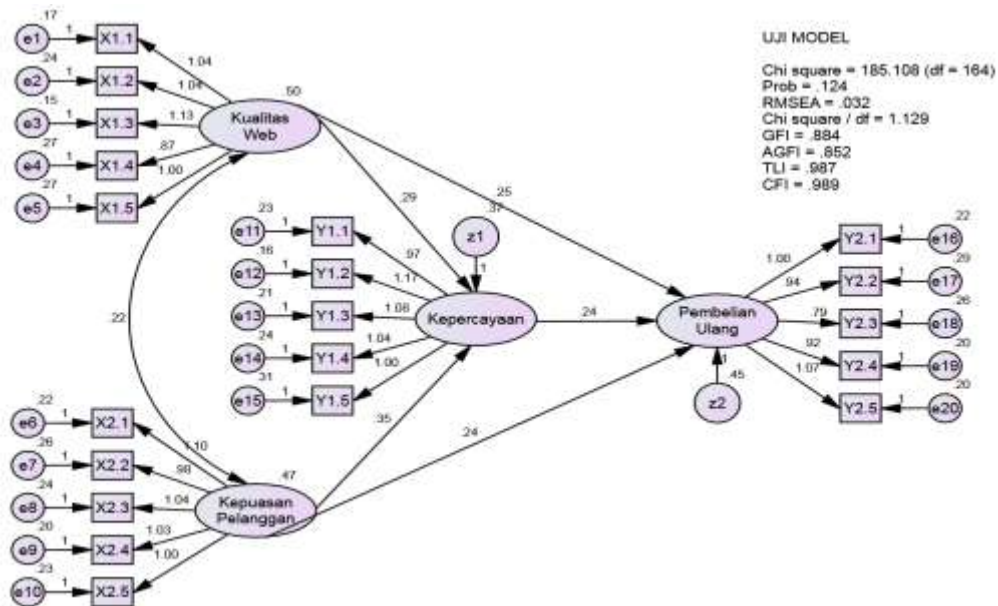 UJI MODEL
Chi square = 185.108 (df = 164)
Prob = .124
RMSEA = .032
Chi square / df = 1.129
GFI = .884
AGFI = .852
TLI = .987
CFI = .989
.17
e1 1 X1.1 1.04
.24
e2 1 X1.2 1.04
.15
e3 1 X1.3 1.13
.27
e4 1 X1.4 .87
.27
e5 1 X1.5 1.00
.50
Kualitas
Web
.29
.25
.22
.23
e11 1 Y1.1 .97
.16
e12 1 Y1.2 1.17
.21
e13 1 Y1.3
.24
e14 1 Y1.4 1.04
.31
e15 1 Y1.5 1.00
.37
z1
1
Kepercayaan
.24
Pembelian
Ulang
1
.45
z2
.22
1.00 Y2.1 1 e16
.29
.94 Y2.2 1 e17
.26
.79 Y2.3 1 e18
.20
.92 Y2.4 1 e19
.20
1.07 Y2.5 1 e20
.35
.24
.22
e6 1 X2.1 1.10
.26
e7 1 X2.2 .98
.24
e8 1 X2.3 1.04
.20
e9 1 X2.4 1.03
.23
e10 1 X2.5 1.00
.47
Kepuasan
Pelanggan